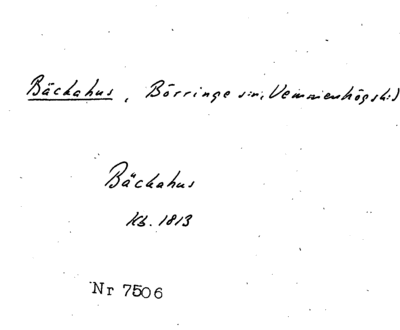 Bäckahus, Börringe sn, Vemmenhögs hd
Bäckahus
Kb. 1813
Nr 7506